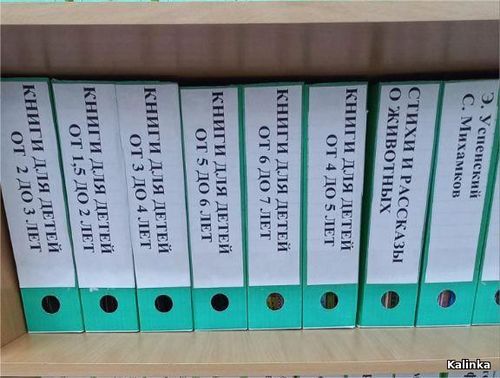 КНИГИ ДЛЯ ДЕТЕЙ
ОТ 2 ДО 3 ЛЕТ
КНИГИ ДЛЯ ДЕТЕЙ
ОТ 1,5 ДО 2 ЛЕТ
КНИГИ ДЛЯ ДЕТЕЙ
ОТ 3 ДО 4 ЛЕТ
КНИГИ ДЛЯ ДЕТЕЙ
ОТ 5 ДО 6 ЛЕТ
КНИГИ ДЛЯ ДЕТЕЙ
ОТ 6 ДО 7 ЛЕТ
КНИГИ ДЛЯ ДЕТЕЙ
ОТ 4 ДО 5 ЛЕТ
СТИХИ И РАССКАЗЫ
О ЖИВОТНЫХ
Э. Успенский
С. Михамков
Kalinka